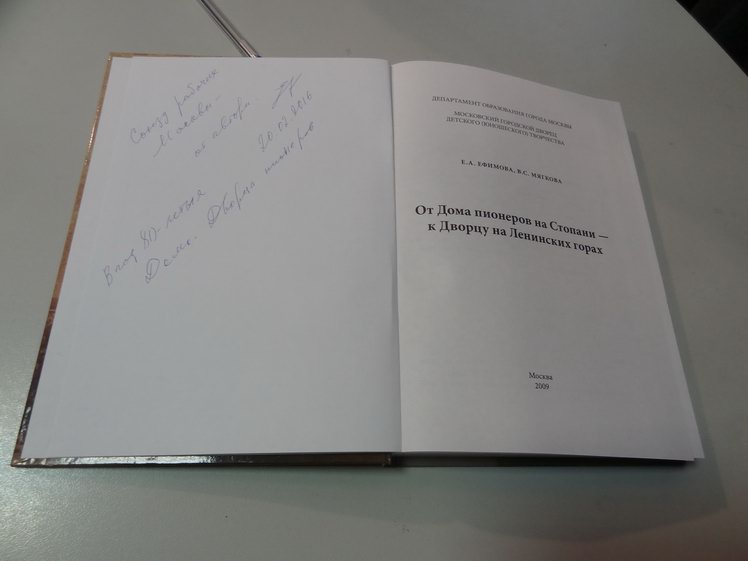 Союзу рабочих
Москвы -
от автора.
20.02.2016
В год 80-летия
Дома. Дворца пионеров
ДЕПАРТАМЕНТ ОБРАЗОВАНИЯ ГОРОДА МОСКВЫ
МОСКОВСКИЙ ГОРОДСКОЙ ДВОРЕЦ
ДЕТСКОГО (ЮНОШЕСКОГО) ТВОРЧЕСТВА
Е.А. ЕФИМОВА, В.С. МЯГКОВА
От Дома пионеров на Стопани —
к Дворцу на Ленинских горах
Москва
2009